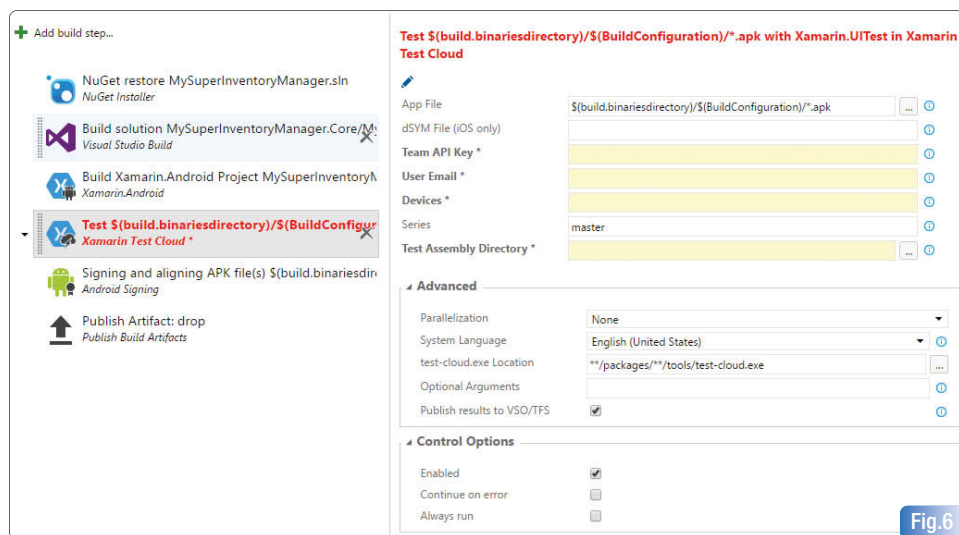 Add build step...
NuGet restore MySuperInventoryManager.sln
NuGet Installer
Build solution MySuperInventoryManager.Core/My
Visual Studio Build
Build Xamarin.Android Project MySuperInventoryM
Xamarin.Android
Test $(build.binariesdirectory)/$(BuildConfigur
Xamarin Test Cloud *
Signing and aligning APK file(s) $(build.binariesdire
Android Signing
Publish Artifact: drop
Publish Build Artifacts
Test $(build.binariesdirectory)/$(BuildConfiguration)/*.apk with Xamarin.UITest in Xamarin
Test Cloud
App File
$(build.binariesdirectory)/$(BuildConfiguration)/*.apk ...
dSYM File (iOS only)
Team API Key *
User Email *
Devices *
Series master
Test Assembly Directory * ...
Advanced
Parallelization None
System Language English (United States)
test-cloud.exe Location **/packages/**/tools/test-cloud.exe ...
Optional Arguments
Publish results to VSO/TFS
Control Options
Enabled
Continue on error
Always run
Fig.6